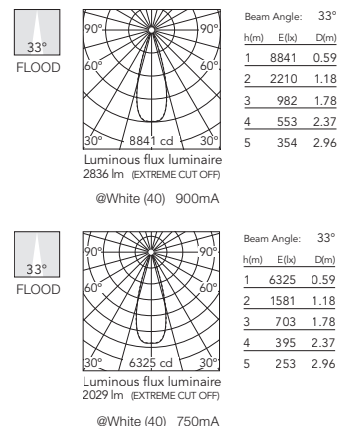 33°
FLOOD
90° 90°
60° 60°
30° 8841 cd 30°
Luminous flux luminaire
2836 lm (EXTREME CUT OFF)
@White (40) 900mA
Beam Angle: 33°
h(m) E(lx) D(m)
1 8841 0.59
2 2210 1.18
3 982 1.78
4 553 2.37
5 354 2.96
33°
FLOOD
90° 90°
60° 60°
30° 6325 cd 30°
Luminous flux luminaire
2029 lm (EXTREME CUT OFF)
@White (40) 750mA
Beam Angle: 33°
h(m) E(lx) D(m)
1 6325 0.59
2 1581 1.18
3 703 1.78
4 395 2.37
5 253 2.96